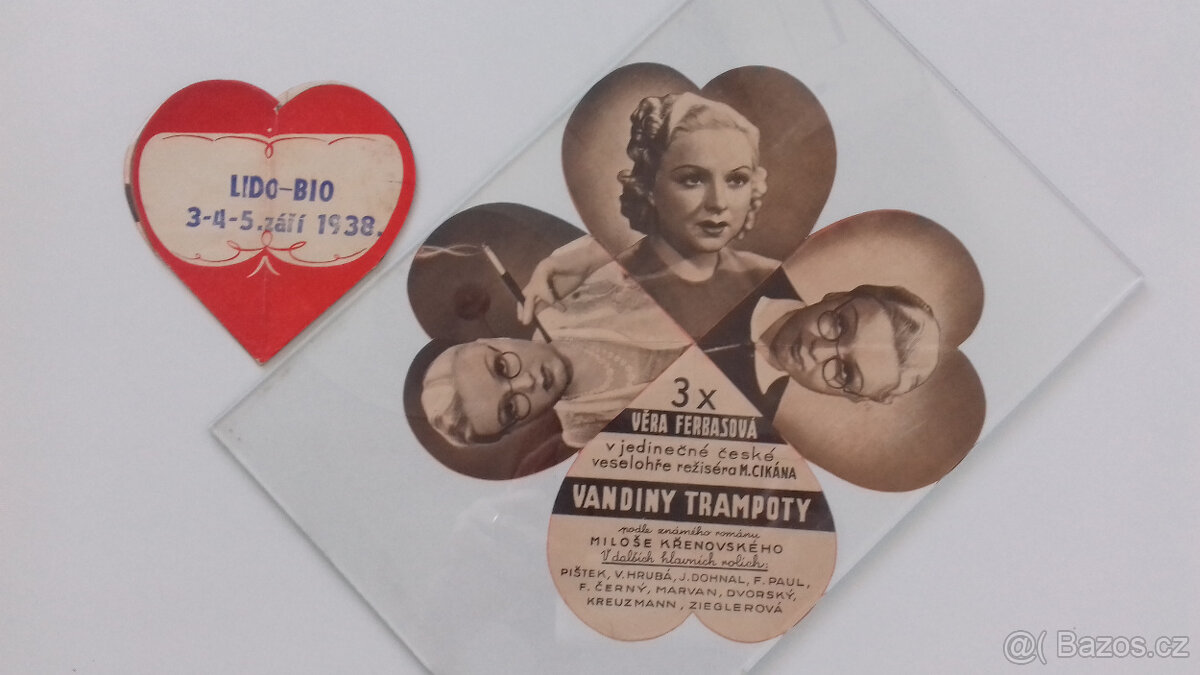 LIDO-BIO
3-4-5. září 1938.
3x
VĚRA FERBASOVÁ
v jedinečné české
veselohře režiséra M. CIKÁNA
VANDINY TRAMPOTY
podle známého románu
MILOŠE KŘENOVSKÉHO
V dalších hlavních rolích:
PIŠTEK, V. HRUBÁ, J. DOHNAL, F. PAUL,
F. ČERNÝ, MARVAN, DVORSKÝ,
KREUZMANN, ZIEGLEROVÁ
@( Bazos.cz